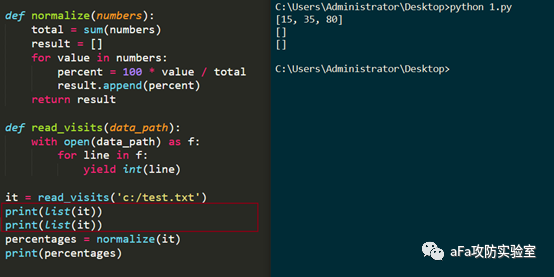 def normalize(numbers):
    total = sum(numbers)
    result = []
    for value in numbers:
        percent = 100 * value / total
        result.append(percent)
    return result
def read_visits(data_path):
    with open(data_path) as f:
        for line in f:
            yield int(line)
it = read_visits('c:/test.txt')
print(list(it))
print(list(it))
percentages = normalize(it)
print(percentages)
C:\Users\Administrator\Desktop>python 1.py
[15, 35, 80]
[]
[]
C:\Users\Administrator\Desktop>
aFa攻防实验室